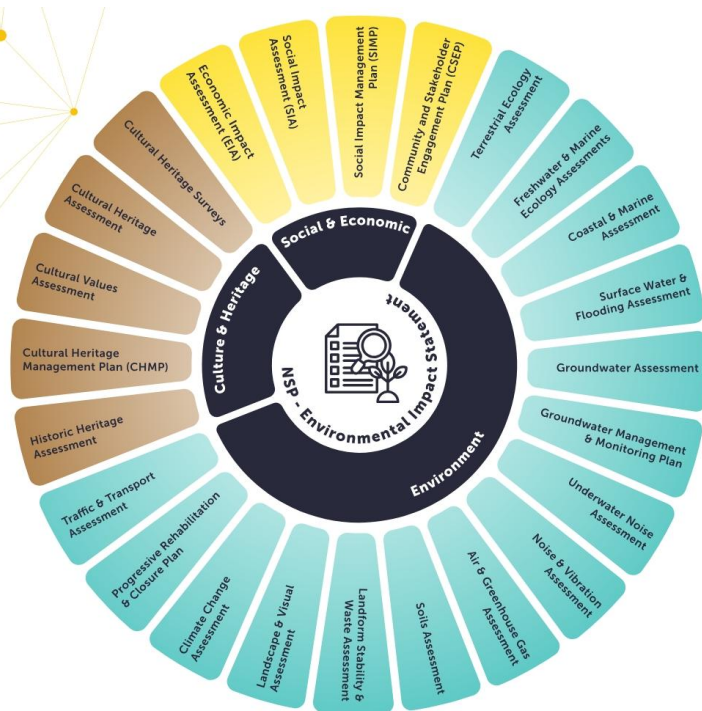 Economic Impact
Assessment (EIA)
Social Impact
Assessment (SIA)
Social Impact Management
Plan (SIMP)
Community and Stakeholder
Engagement Plan (CSEP)
Terrestrial Ecology
Assessment
Freshwater & Marine
Ecology Assessments
Coastal & Marine
Assessment
Surface Water &
Flooding Assessment
Groundwater Assessment
Groundwater Management
& Monitoring Plan
Underwater Noise
Assessment
Noise & Vibration
Assessment
Air & Greenhouse Gas
Assessment
Soils Assessment
Landform Stability &
Waste Assessment
Landscape & Visual
Assessment
Climate Change
Assessment
Progressive Rehabilitation
& Closure Plan
Traffic & Transport
Assessment
Historic Heritage
Assessment
Cultural Heritage
Management Plan (CHMP)
Cultural Values
Assessment
Cultural Heritage
Assessment
Cultural Heritage Surveys
Social & Economic
Culture & Heritage
Environment
NSP - Environmental Impact Statement